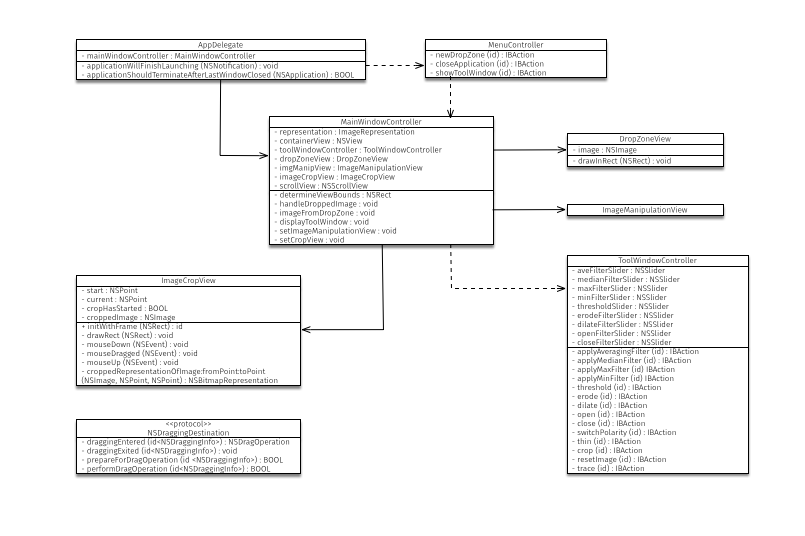 AppDelegate
- mainWindowController : MainWindowController
- applicationWillFinishLaunching (NSNotification) : void
- applicationShouldTerminateAfterLastWindowClosed (NSApplication) : BOOL
MenuController
- newDropZone (id) : IBAction
- closeApplication (id) : IBAction
- showToolWindow (id) : IBAction
MainWindowController
- representation : ImageRepresentation
- containerView : NSView
- toolWindowController : ToolWindowController
- dropZoneView : DropZoneView
- imgManipView : ImageManipulationView
- imageCropView : ImageCropView
- scrollView : NSScrollView
- determineViewBounds : NSRect
- handleDroppedImage : void
- imageFromDropZone : void
- displayToolWindow : void
- setImageManipulationView : void
- setCropView : void
DropZoneView
- image : NSImage
- drawInRect (NSRect) : void
ImageManipulationView
ToolWindowController
- aveFilterSlider : NSSlider
- medianFilterSlider : NSSlider
- maxFilterSlider : NSSlider
- minFilterSlider : NSSlider
- thresholdSlider : NSSlider
- erodeFilterSlider : NSSlider
- dilateFilterSlider : NSSlider
- openFilterSlider : NSSlider
- closeFilterSlider : NSSlider
- applyAveragingFilter (id) : IBAction
- applyMedianFilter (id) : IBAction
- applyMaxFilter (id) : IBAction
- applyMinFilter (id) IBAction
- threshold (id) : IBAction
- erode (id) : IBAction
- dilate (id) : IBAction
- open (id) : IBAction
- close (id) : IBAction
- switchPolarity (id) : IBAction
- thin (id) : IBAction
- crop (id) : IBAction
- resetImage (id) : IBAction
- trace (id) : IBAction
ImageCropView
- start : NSPoint
- current : NSPoint
- cropHasStarted : BOOL
- croppedImage : NSImage
+ initWithFrame (NSRect) : id
- drawRect (NSRect) : void
- mouseDown (NSEvent) : void
- mouseDragged (NSEvent) : void
- mouseUp (NSEvent) : void
- croppedRepresentationOfImage:fromPoint:toPoint
(NSImage, NSPoint, NSPoint) : NSBitmapRepresentation
<<protocol>>
NSDraggingDestination
- draggingEntered (id<NSDraggingInfo>) : NSDragOperation
- draggingExited (id<NSDraggingInfo>) : void
- prepareForDragOperation (id <NSDraggingInfo>) : BOOL
- performDragOperation (id<NSDraggingInfo>) : BOOL